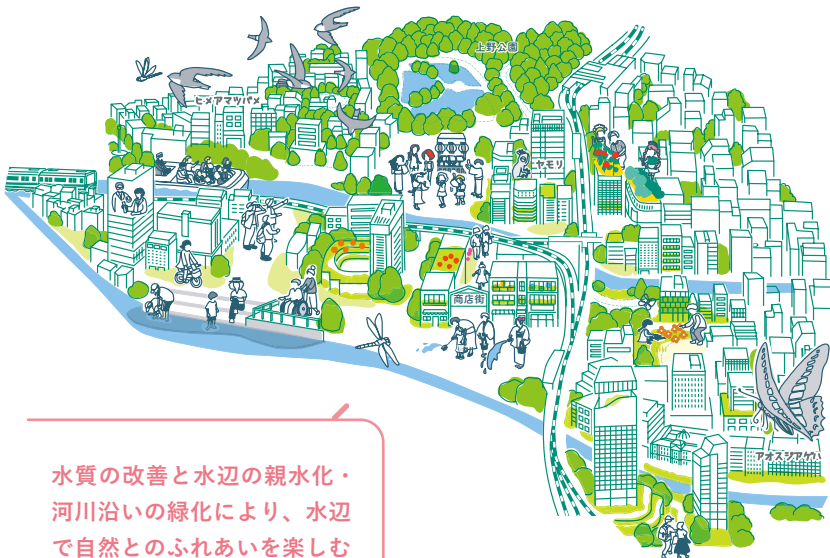 上野公園
ヒメアマツバメ
ヤモリ
商店街
アオスジアゲハ
水質の改善と水辺の親水化・
河川沿いの緑化により、水辺
で自然とのふれあいを楽しむ